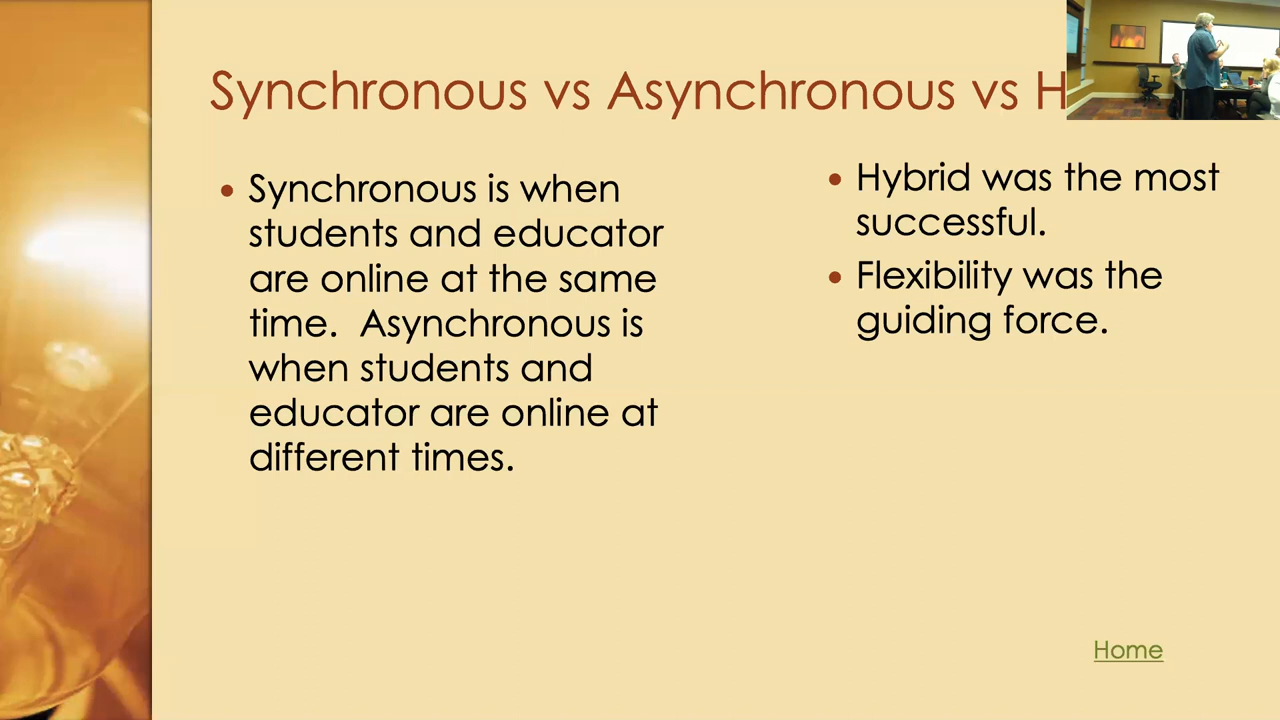 Synchronous vs Asynchronous vs H
Synchronous is when
students and educator
are online at the same
time.  Asynchronous is
when students and
educator are online at
different times.
Hybrid was the most
successful.
Flexibility was the
guiding force.
Home